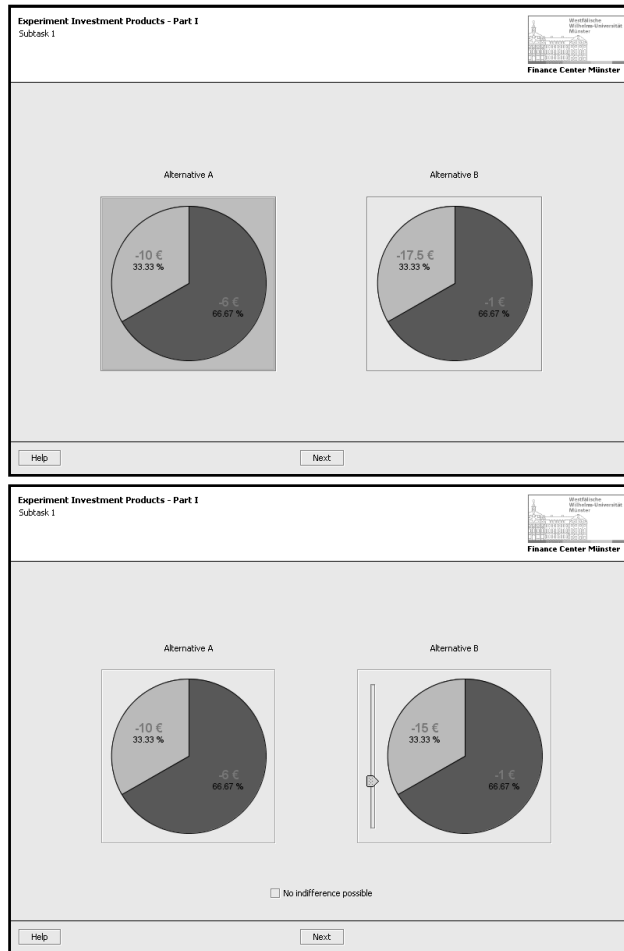 Experiment Investment Products - Part I
Subtask 1
Westfälische
Wilhelms-Universität
Münster
Finance Center Münster
Alternative A
Alternative B
-10 €
33.33 %
-6 €
66.67 %
-17.5 €
33.33 %
-1 €
66.67 %
Help
Next
Experiment Investment Products - Part I
Subtask 1
Westfälische
Wilhelms-Universität
Münster
Finance Center Münster
Alternative A
Alternative B
-10 €
33.33 %
-6 €
66.67 %
-15 €
33.33 %
-1 €
66.67 %
No indifference possible
Help
Next